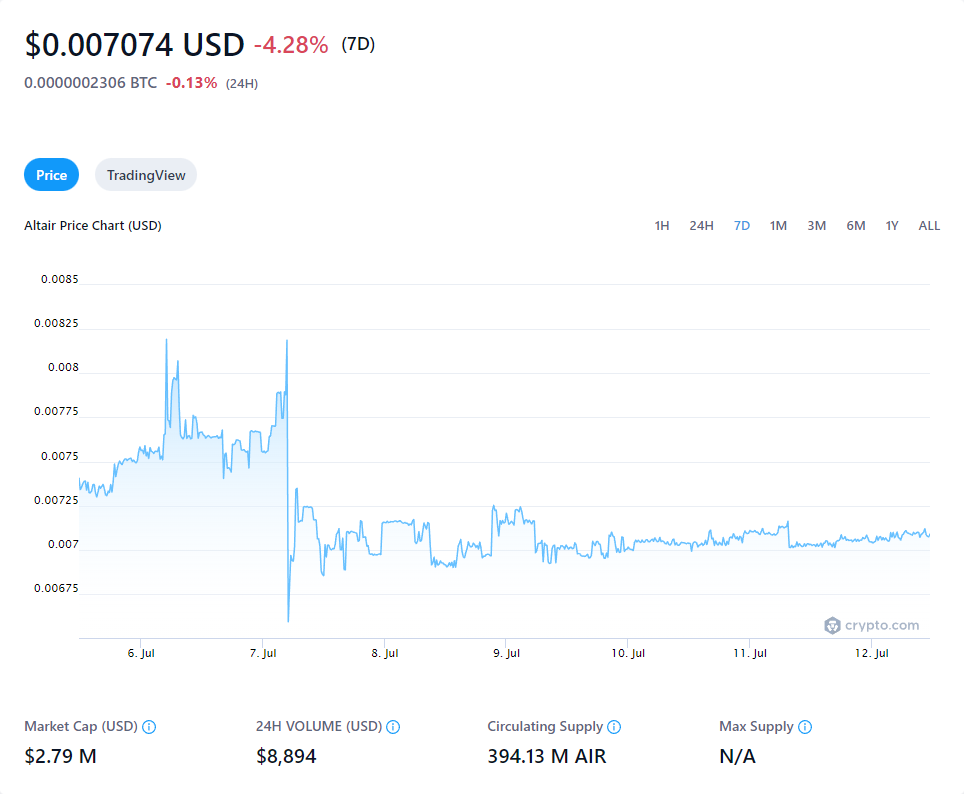 $0.007074 USD -4.28% (7D)
0.0000002306 BTC -0.13% (24H)
Price TradingView
Altair Price Chart (USD) 1H 24H 7D 1M 3M 6M 1Y ALL
0.0085
0.00825
0.008
0.00775
0.0075
0.00725
0.007
0.00675
crypto.com
6. Jul 7. Jul 8. Jul 9. Jul 10. Jul 11. Jul 12. Jul
Market Cap (USD) 24H VOLUME (USD) Circulating Supply Max Supply
$2.79 M $8,894 394.13 M AIR N/A